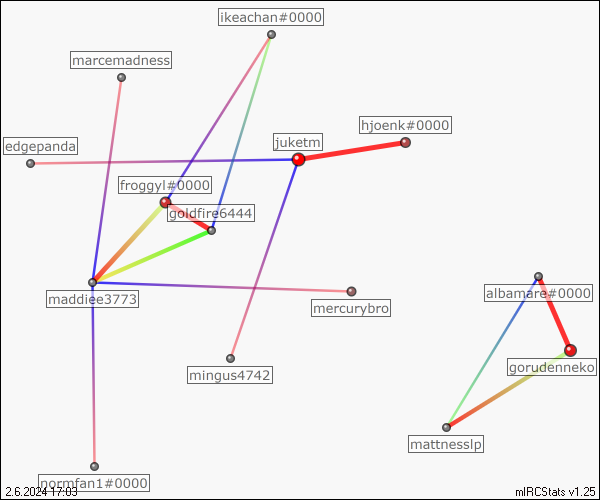 ikeachan#0000
marcemadness
hjoenk#0000
edgepanda
juketm
froggyl#0000
goldfire6444
maddiee3773
albamare#0000
mercurybro
gorudenneko
mingus4742
mattnesslp
normfan1#0000
2.6.2024 17:03
mIRCStats v1.25